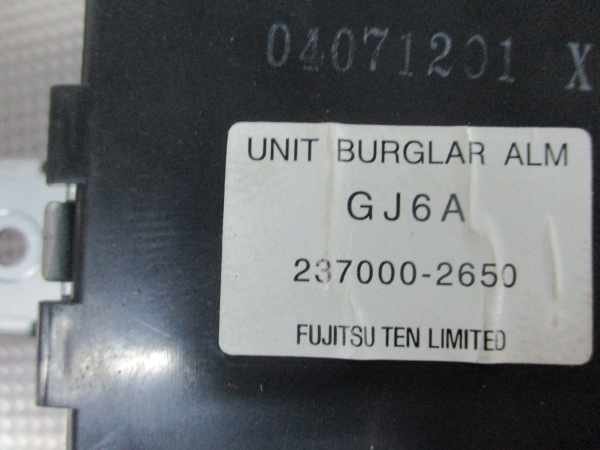 04071201 X
UNIT BURGLAR ALM
GJ6A
237000-2650
FUJITSU TEN LIMITED